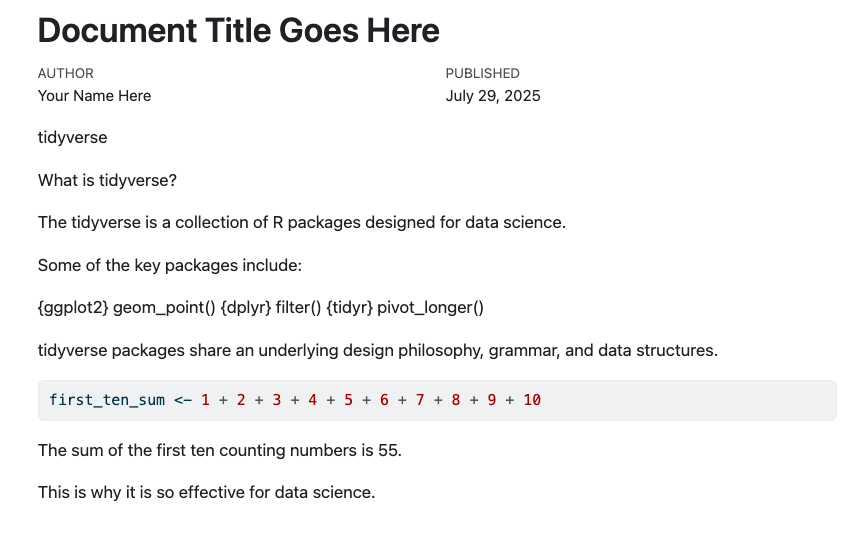 Document Title Goes Here
AUTHOR PUBLISHED
Your Name Here July 29, 2025
tidyverse
What is tidyverse?
The tidyverse is a collection of R packages designed for data science.
Some of the key packages include:
{ggplot2} geom_point() {dplyr} filter() {tidyr} pivot_longer()
tidyverse packages share an underlying design philosophy, grammar, and data structures.
first_ten_sum <- 1 + 2 + 3 + 4 + 5 + 6 + 7 + 8 + 9 + 10
The sum of the first ten counting numbers is 55.
This is why it is so effective for data science.